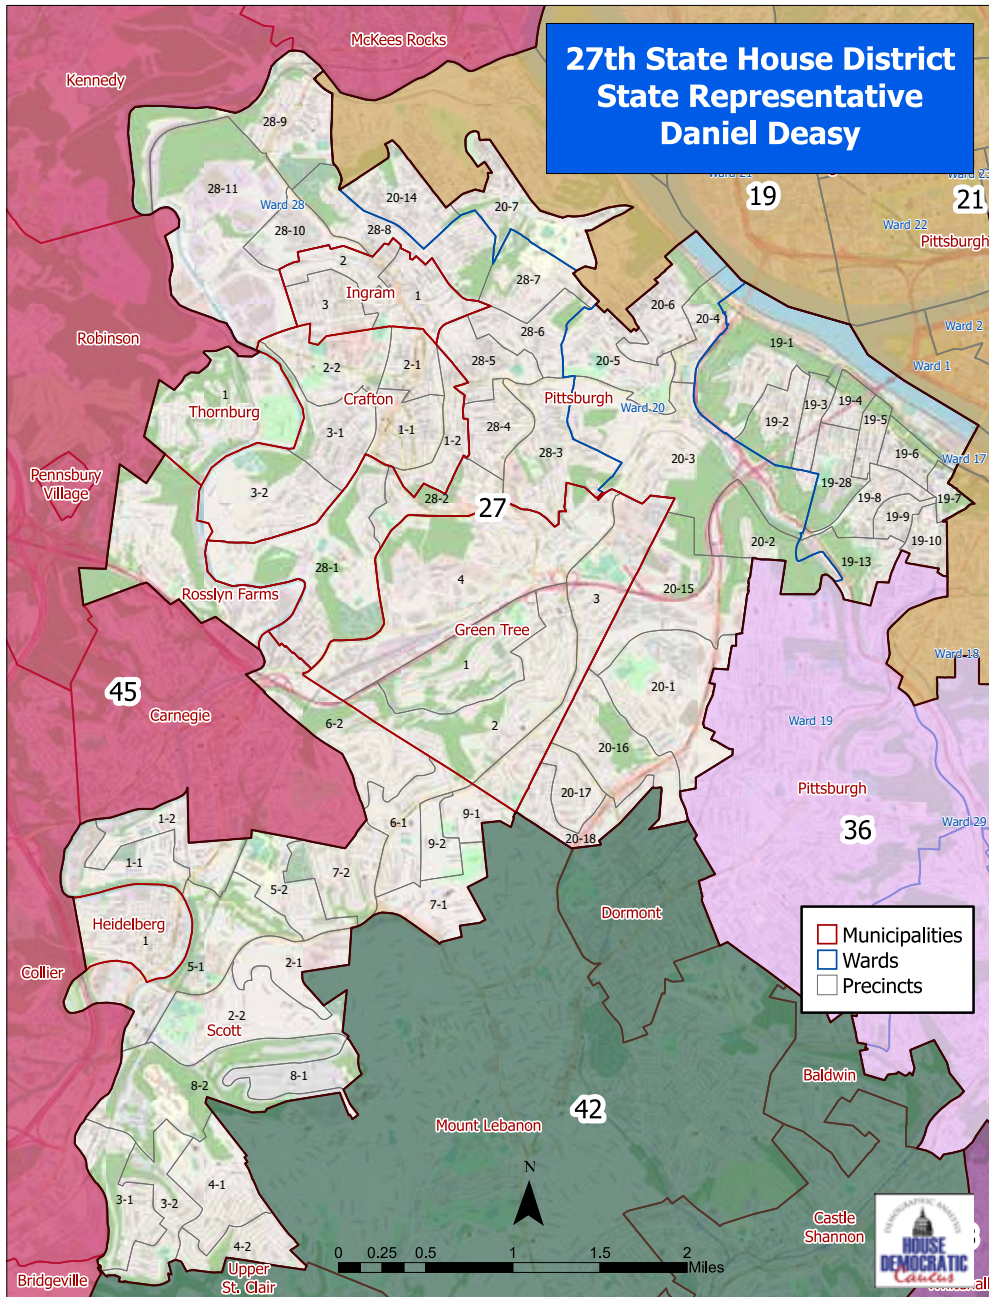 McKees Rocks
Kennedy
27th State House District
State Representative
Daniel Deasy
28-9
Ward 21
Ward 23
19
21
28-11
20-14
Ward 28
20-7
Ward 22
28-10
28-8
Pittsburgh
2
28-7
Ingram
1
3
20-6
20-4
Ward 2
Robinson
28-6
19-1
28-5
20-5
2-2
2-1
Ward 1
1
Crafton
Pittsburgh
Thornburg
Ward 20
19-3
19-4
19-5
19-2
3-1
1-1
1-2
28-4
28-3
19-6
20-3
Ward 17
Pennsbury
Village
19-28
3-2
28-2
19-8
19-7
27
19-9
19-10
20-2
19-13
28-1
4
20-15
Rosslyn Farms
3
Green Tree
Ward 18
1
20-1
45
Carnegie
6-2
2
Ward 19
20-16
Pittsburgh
20-17
1-2
6-1
9-1
36
Ward 29
20-18
9-2
1-1
7-2
5-2
7-1
Heidelberg
Dormont
1
Municipalities
Wards
Precincts
Collier
5-1
2-1
2-2
Scott
8-1
8-2
Baldwin
42
Mount Lebanon
N
4-1
3-1
3-2
Castle
Shannon
4-2
0 0.25 0.5 1 1.5 2
Miles
Upper
St. Clair
Bridgeville
DEMOGRAPHIC ANALYSIS
HOUSE
DEMOCRATIC
Caucus